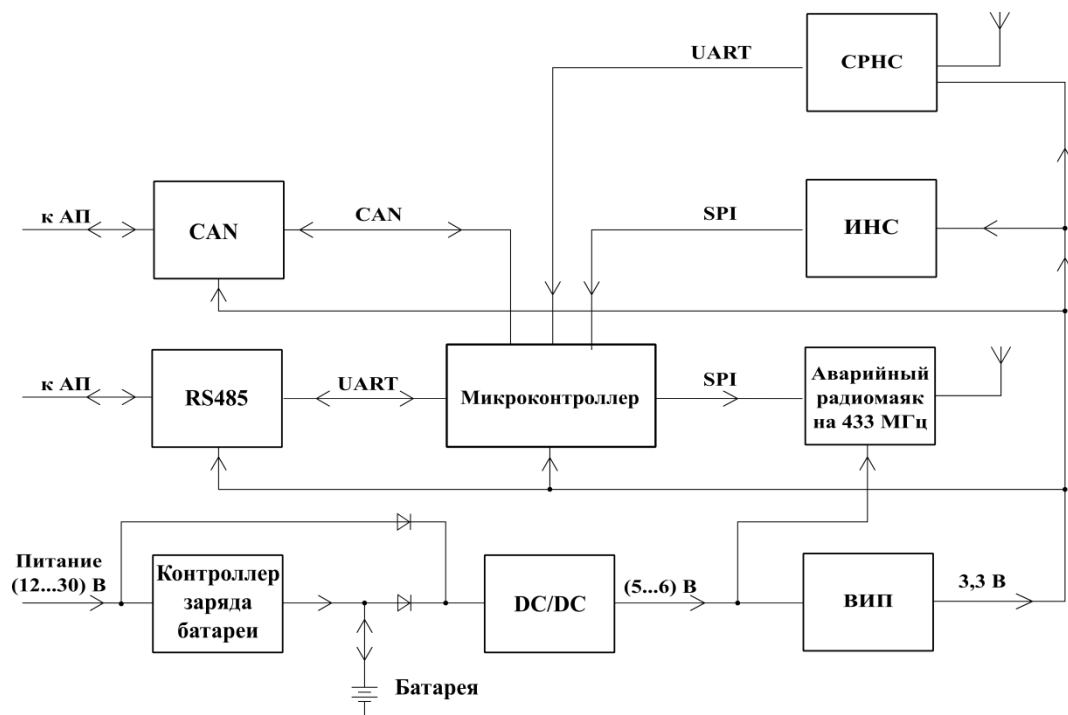 UART
СРНС
к АП
CAN
CAN
SPI
ИНС
к АП
RS485
UART
Микроконтроллер
SPI
Аварийный
радиомаяк
на 433 МГц
Питание
(12...30) В
Контроллер
заряда
батареи
DC/DC
(5...6) В
ВИП
3,3 В
Батарея